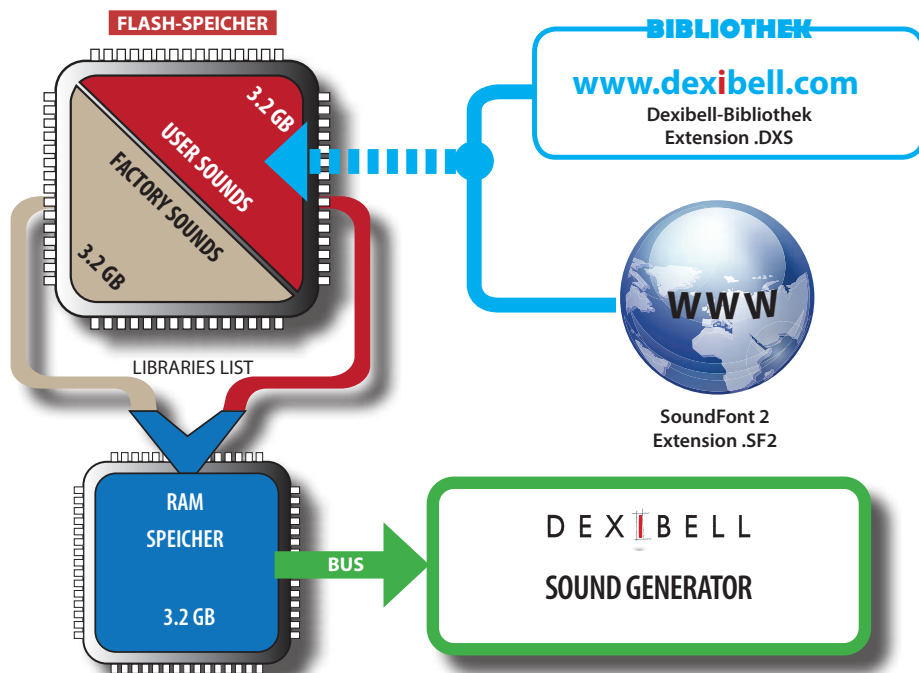 FLASH-SPEICHER
3.2 GB
USER SOUNDS
FACTORY SOUNDS
3.2 GB
BIBLIOTHEK
www.dexibell.com
Dexibell-Bibliothek
Extension .DXS
WWW
SoundFont 2
Extension .SF2
LIBRARIES LIST
RAM
SPEICHER
3.2 GB
BUS
DEXIBELL
SOUND GENERATOR